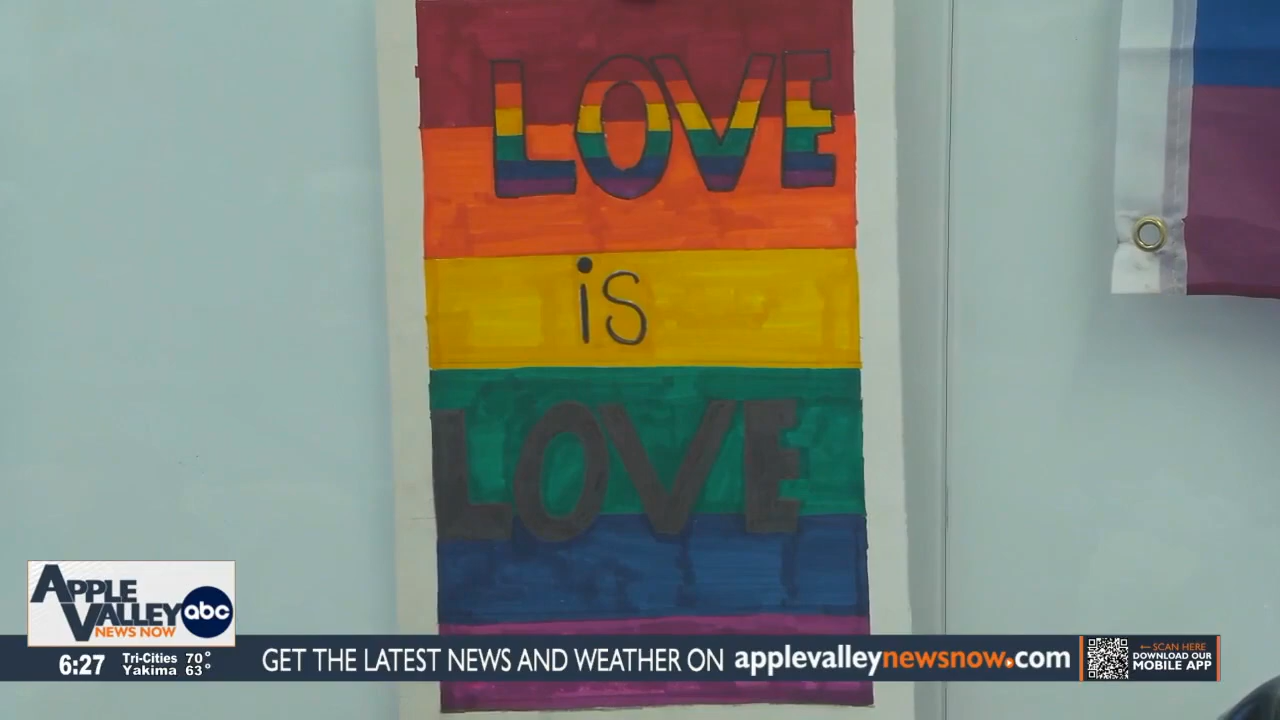 LOVE
is
LOVE
APPLE
VALLEY abc
NEWS NOW
6:27
Tri-Cities 70°
Yakima 63°
GET THE LATEST NEWS AND WEATHER ON applevalleynewsnow.com
←SCAN HERE
DOWNLOAD OUR
MOBILE APP